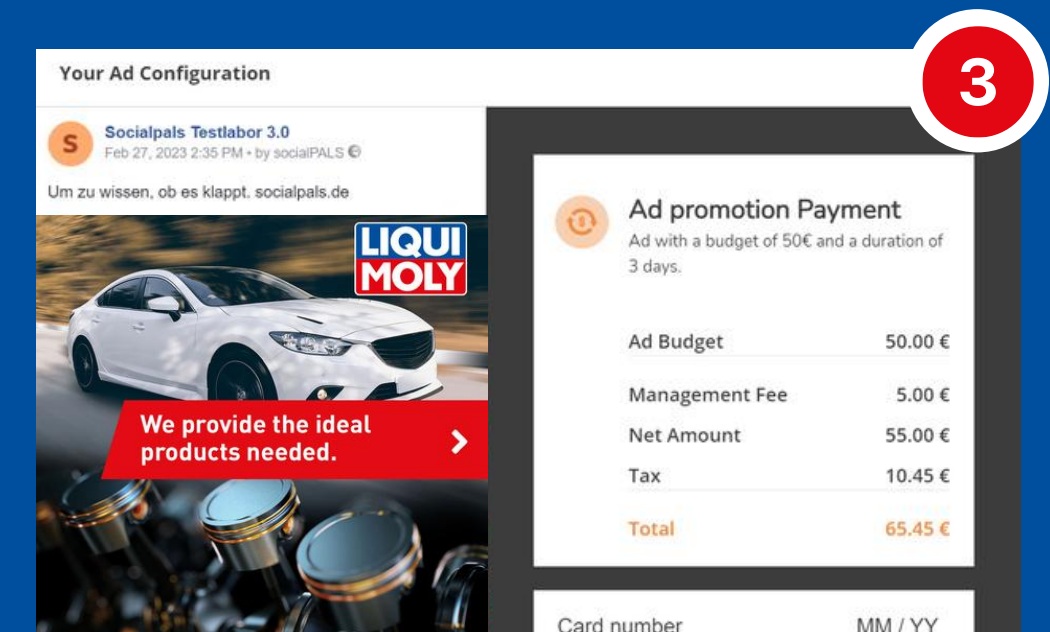 3
Your Ad Configuration
S
Socialpals Testlabor 3.0
Feb 27, 2023 2:35 PM • by socialPALS
Um zu wissen, ob es klappt. socialpals.de
LIQUI
MOLY
We provide the ideal
products needed.
Ad promotion Payment
Ad with a budget of 50€ and a duration of
3 days.
Ad Budget 50.00 €
Management Fee 5.00 €
Net Amount 55.00 €
Tax 10.45 €
Total 65.45 €
Card number MM / YY